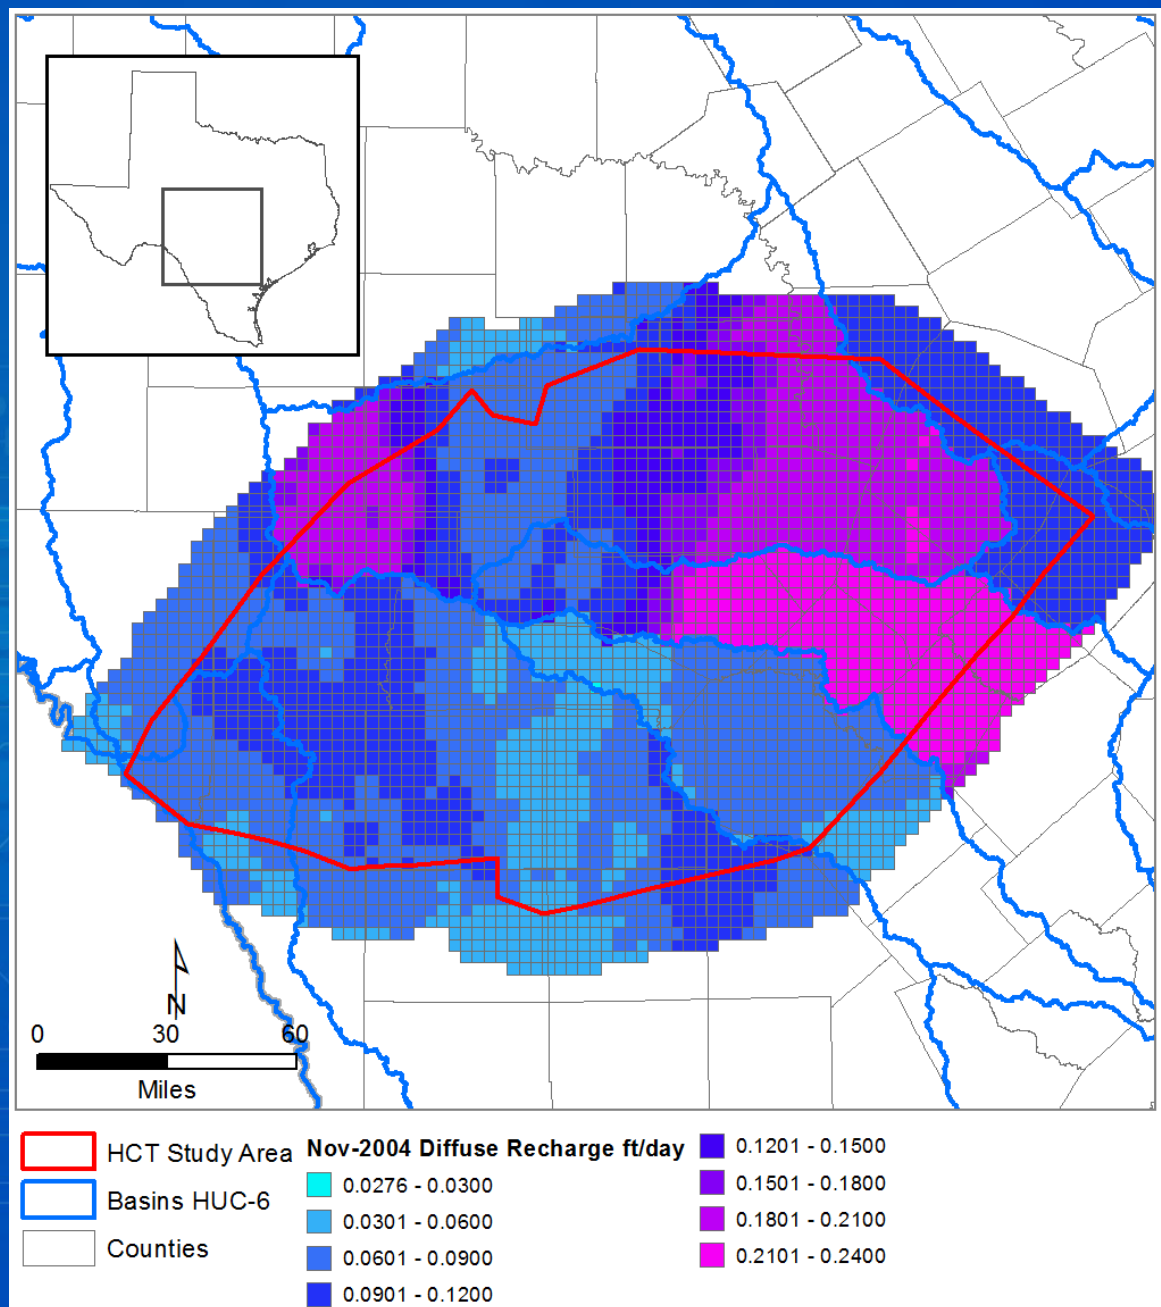 N
0 30 60
Miles
HCT Study Area
Basins HUC-6
Counties
Nov-2004 Diffuse Recharge ft/day
0.0276 - 0.0300
0.0301 - 0.0600
0.0601 - 0.0900
0.0901 - 0.1200
0.1201 - 0.1500
0.1501 - 0.1800
0.1801 - 0.2100
0.2101 - 0.2400